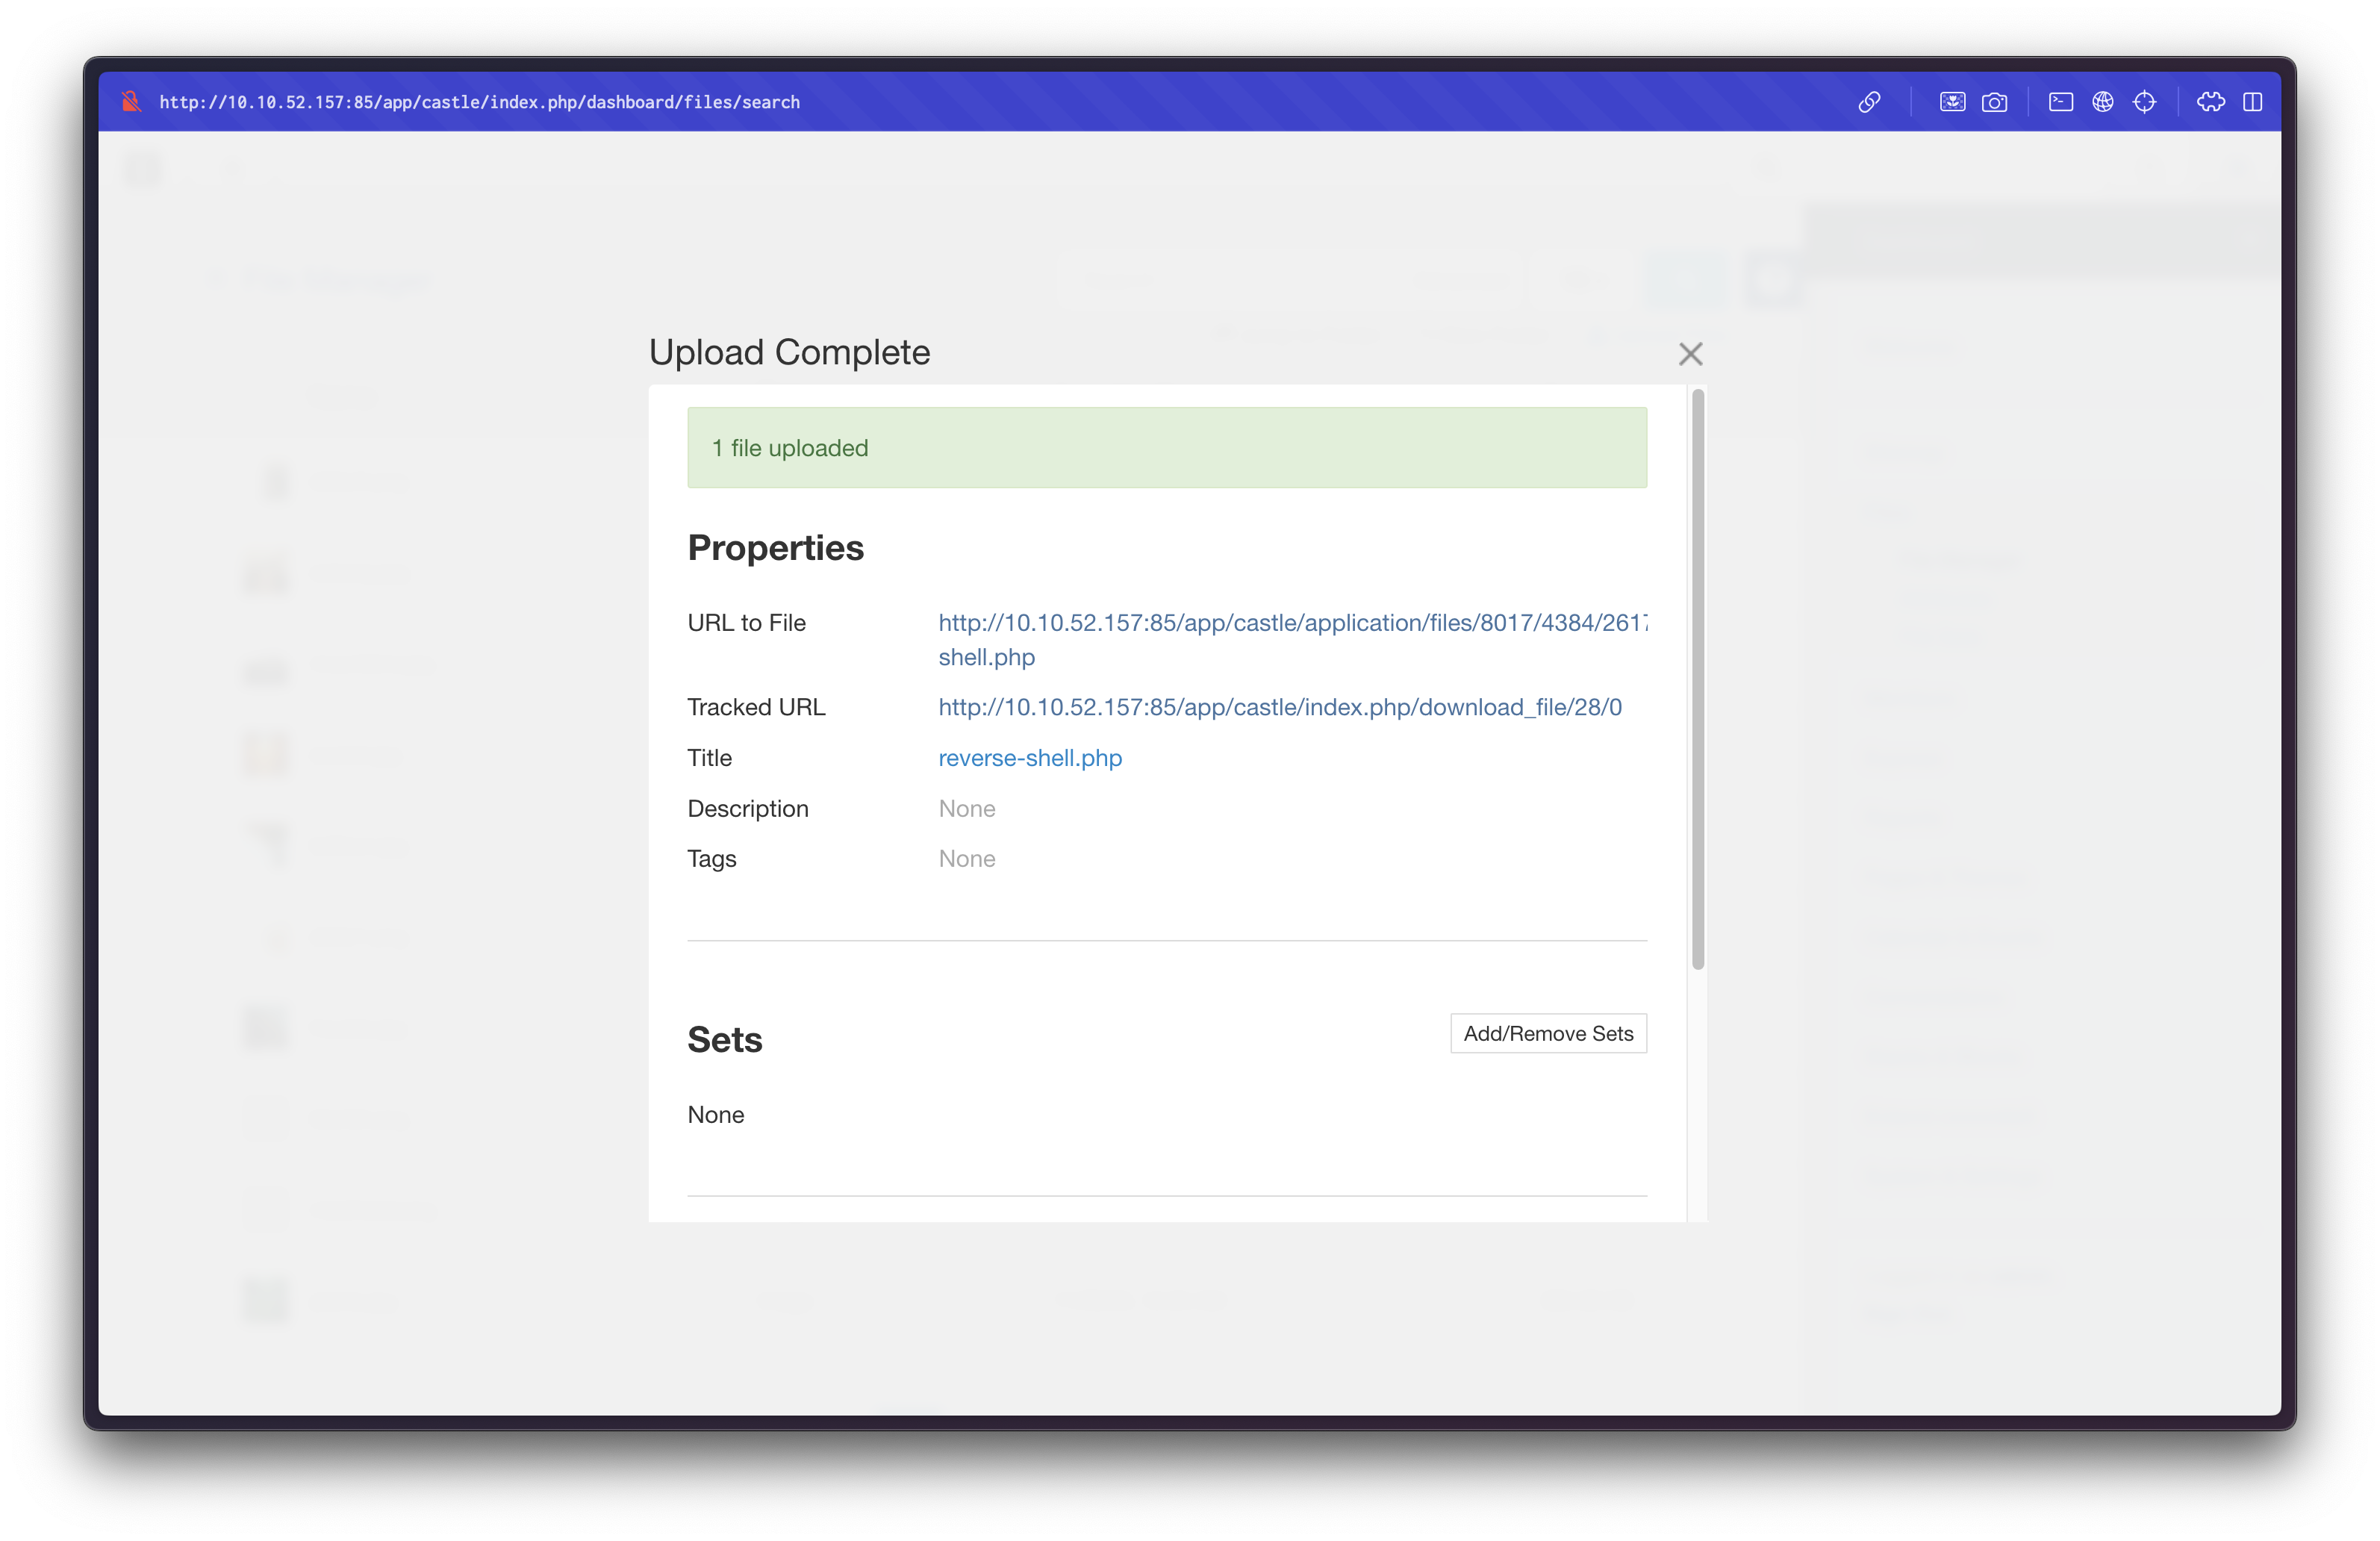 http://10.10.52.157:85/app/castle/index.php/dashboard/files/search
Upload Complete
1 file uploaded
Properties
URL to File http://10.10.52.157:85/app/castle/application/files/8017/4384/2617
shell.php
Tracked URL http://10.10.52.157:85/app/castle/index.php/download_file/28/0
Title reverse-shell.php
Description None
Tags None
Sets Add/Remove Sets
None